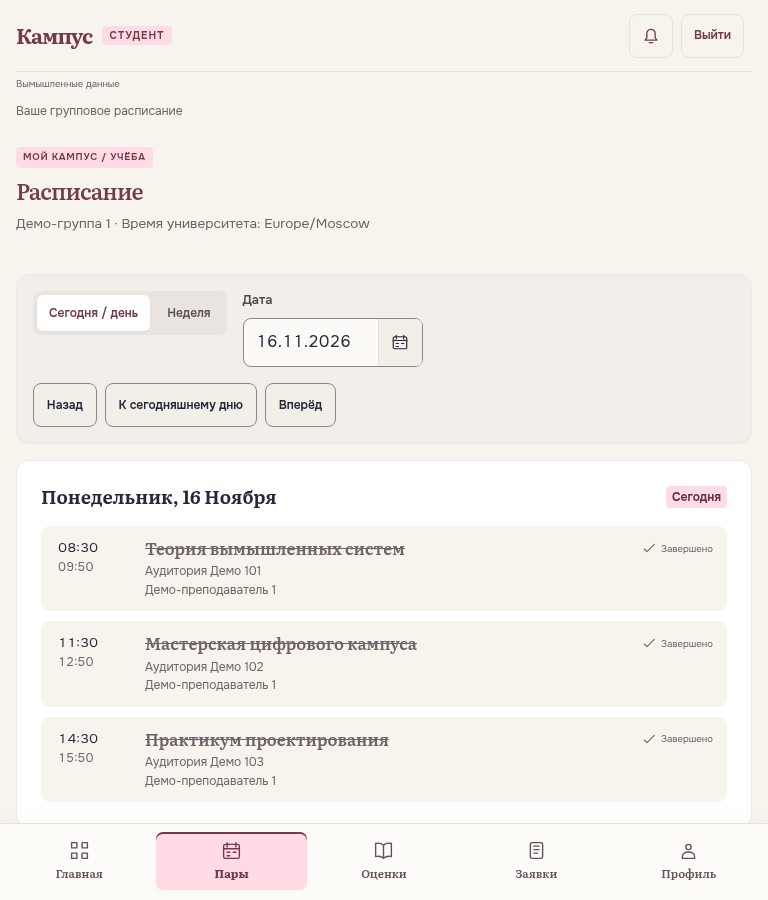 Кампус СТУДЕНТ
Выйти
Вымышленные данные
Ваше групповое расписание
МОЙ КАМПУС / УЧЁБА
Расписание
Демо-группа 1 · Время университета: Europe/Moscow
Сегодня / день Неделя
Дата
16.11.2026
Назад К сегодняшнему дню Вперёд
Понедельник, 16 Ноября
Сегодня
08:30
09:50
Теория вымышленных систем
Аудитория Демо 101
Демо-преподаватель 1
Завершено
11:30
12:50
Мастерская цифрового кампуса
Аудитория Демо 102
Демо-преподаватель 1
Завершено
14:30
15:50
Практикум проектирования
Аудитория Демо 103
Демо-преподаватель 1
Завершено
Главная Пары Оценки Заявки Профиль